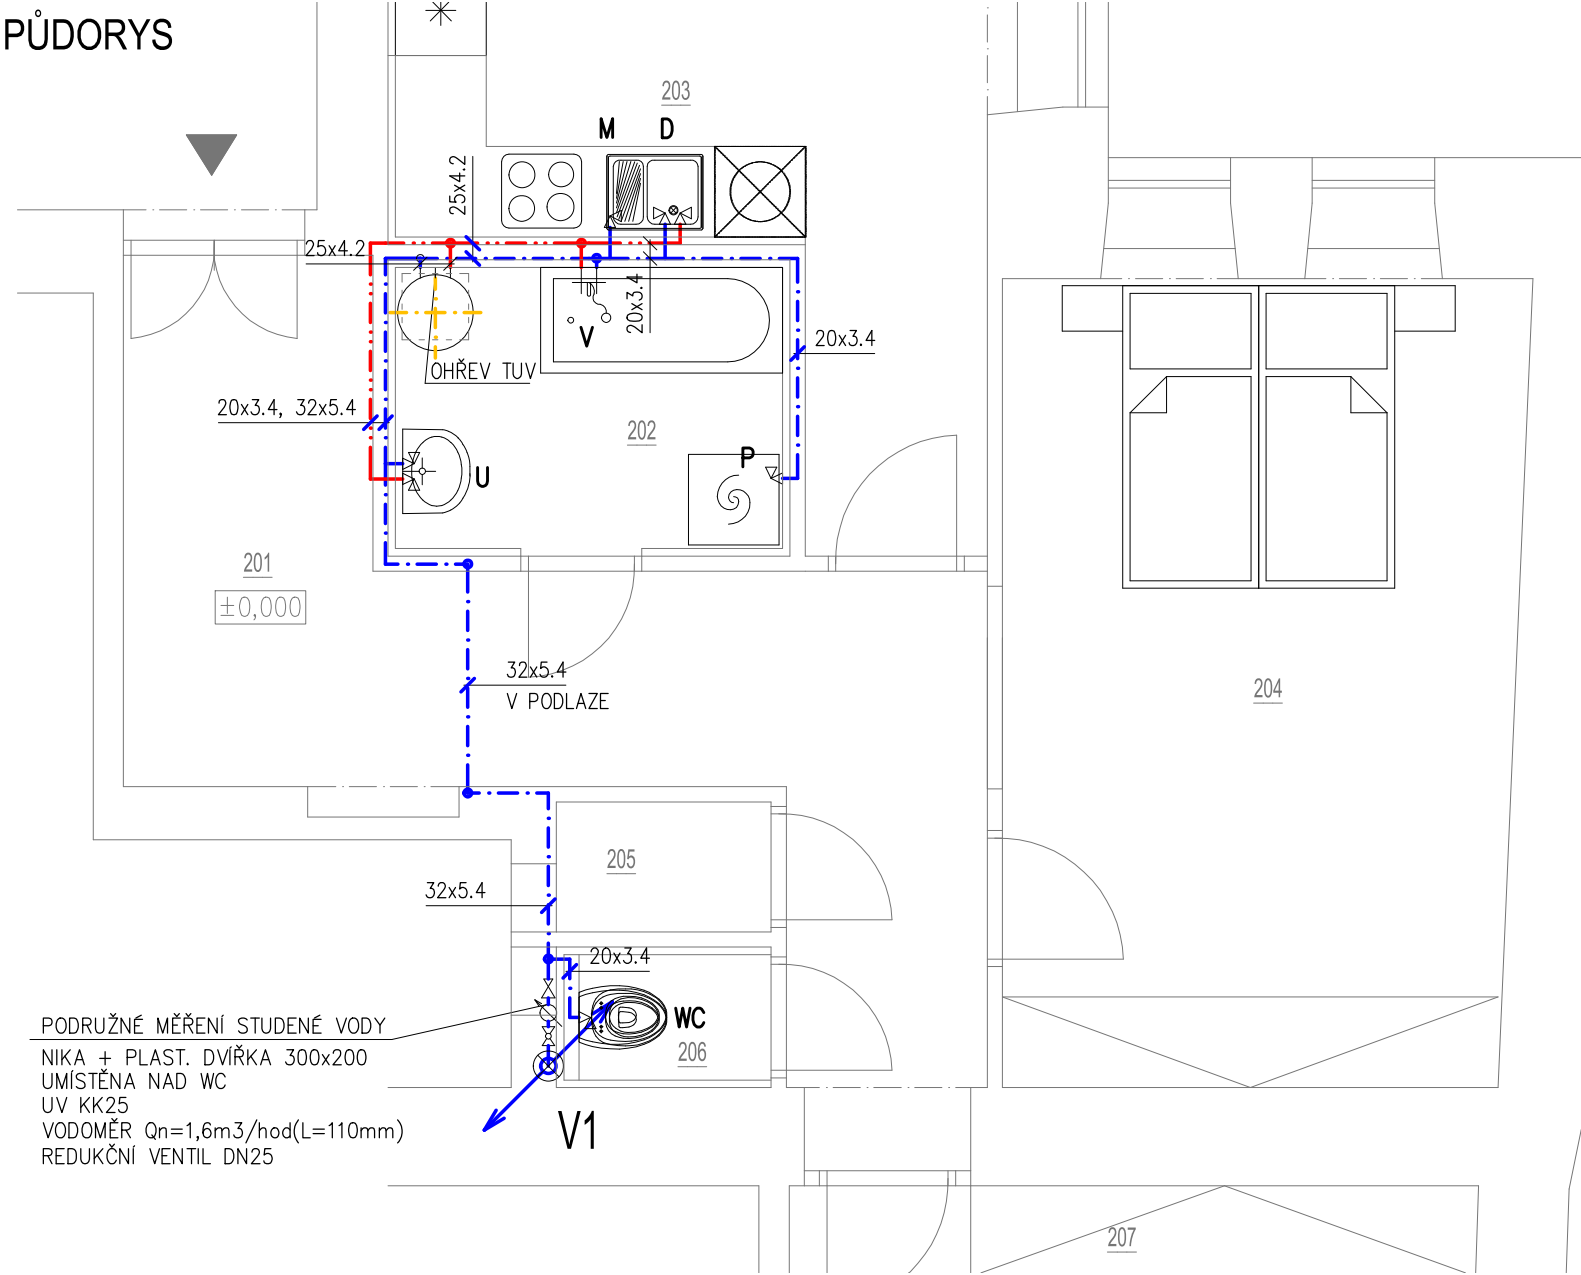 PŮDORYS
203
M
D
25x4.2
25x4.2
20x3.4
V
20x3.4
OHŘEV TUV
20x3.4, 32x5.4
202
P
U
201
±0,000
32x5.4
V PODLAZE
204
205
32x5.4
20x3.4
WC
206
PODRUŽNÉ MĚŘENÍ STUDENÉ VODY
NIKA + PLAST. DVÍŘKA 300x200
UMÍSTĚNA NAD WC
UV KK25
VODOMĚR Qn=1,6m3/hod(L=110mm)
REDUKČNÍ VENTIL DN25
V1
207